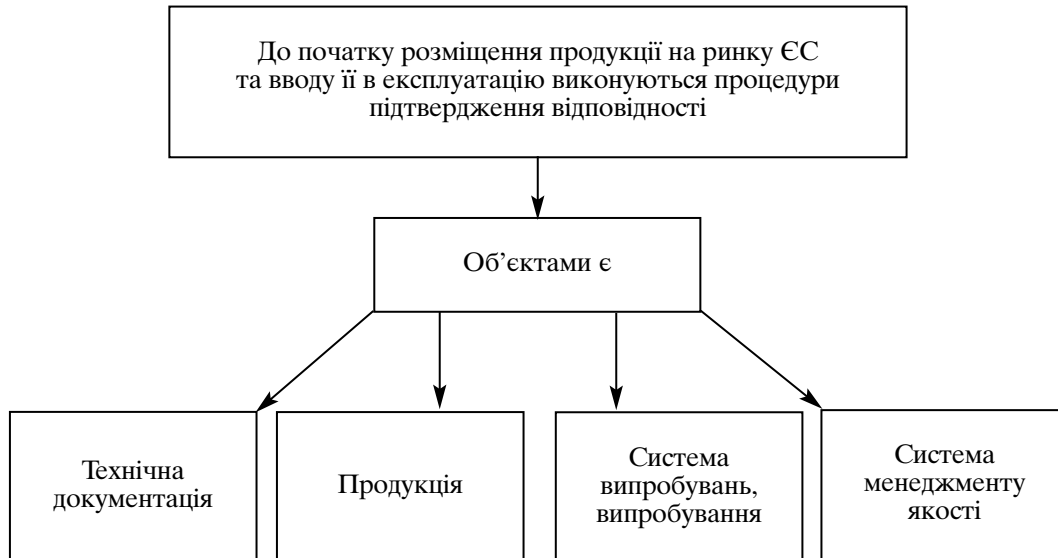 До початку розміщення продукції на ринку ЄС
та вводу її в експлуатацію виконуються процедури
підтвердження відповідності
Об’єктами є
Технічна
документація
Продукція
Система
випробувань,
випробування
Система
менеджменту
якості